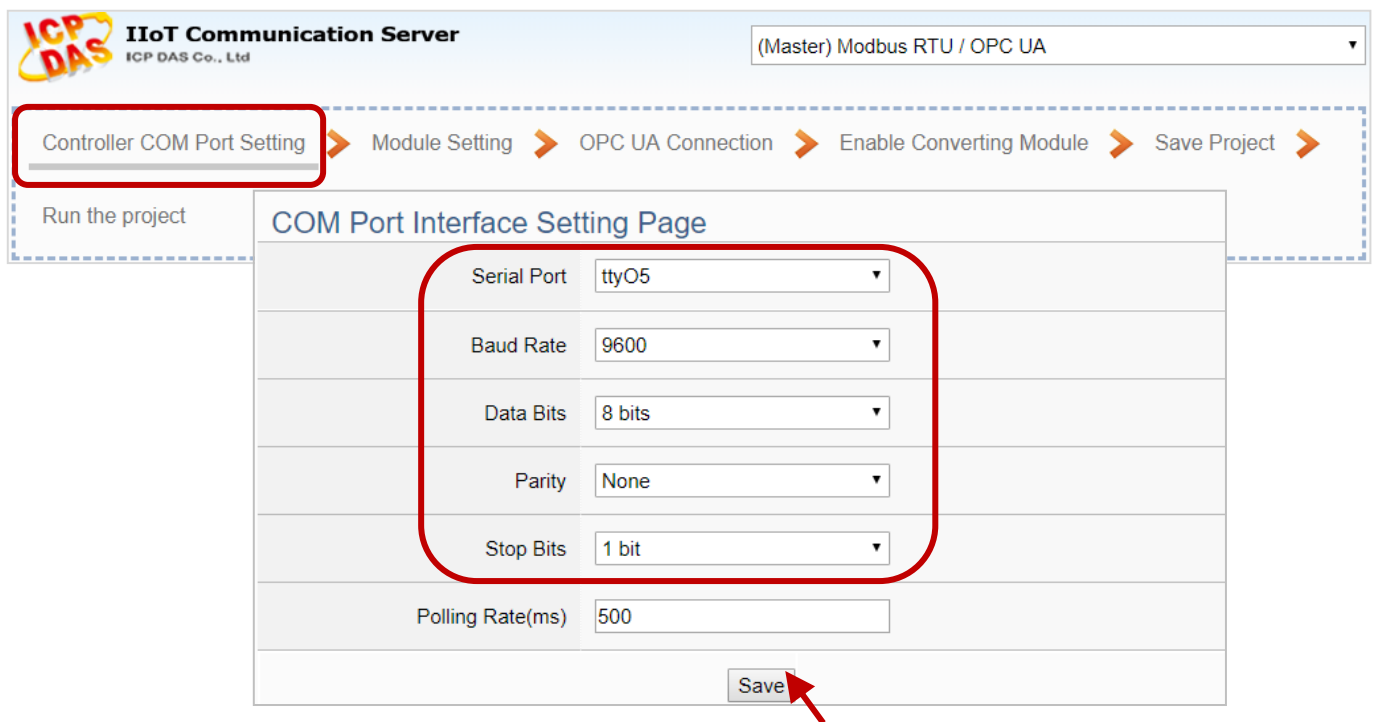 ICP DAS
IIoT Communication Server
ICP DAS Co., Ltd
(Master) Modbus RTU / OPC UA
Controller COM Port Setting
Module Setting
OPC UA Connection
Enable Converting Module
Save Project
Run the project
COM Port Interface Setting Page
Serial Port ttyO5
Baud Rate 9600
Data Bits 8 bits
Parity None
Stop Bits 1 bit
Polling Rate(ms) 500
Save